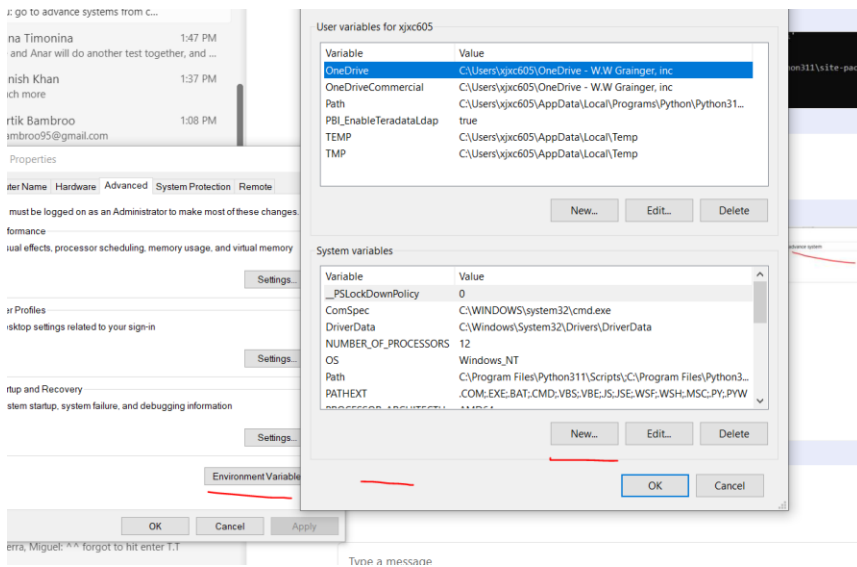 u: go to advance systems from c...
na Timonina 1:47 PM
and Anar will do another test together, and ...
nish Khan 1:37 PM
uch more
rtik Bambroo 1:08 PM
ambroo95@gmail.com
Properties
uter Name Hardware Advanced System Protection Remote
must be logged on as an Administrator to make most of these changes.
formance
sual effects, processor scheduling, memory usage, and virtual memory
Settings...
er Profiles
esktop settings related to your sign-in
Settings...
rtup and Recovery
stem startup, system failure, and debugging information
Settings...
Environment Variable
OK Cancel Apply
erra, Miguel: ^^ forgot to hit enter T.T
User variables for xjxc605
Variable Value
OneDrive C:\Users\xjxc605\OneDrive - W.W Grainger, inc
OneDriveCommercial C:\Users\xjxc605\OneDrive - W.W Grainger, inc
Path C:\Users\xjxc605\AppData\Local\Programs\Python\Python31...
PBI_EnableTeradataLdap true
TEMP C:\Users\xjxc605\AppData\Local\Temp
TMP C:\Users\xjxc605\AppData\Local\Temp
New... Edit... Delete
System variables
Variable Value
__PSLockDownPolicy 0
ComSpec C:\WINDOWS\system32\cmd.exe
DriverData C:\Windows\System32\Drivers\DriverData
NUMBER_OF_PROCESSORS 12
OS Windows_NT
Path C:\Program Files\Python311\Scripts\;C:\Program Files\Python3...
PATHEXT .COM;.EXE;.BAT;.CMD;.VBS;.VBE;.JS;.JSE;.WSF;.WSH;.MSC;.PY;.PYW
New... Edit... Delete
OK Cancel
Type a message
hon311\site-pac
advance system